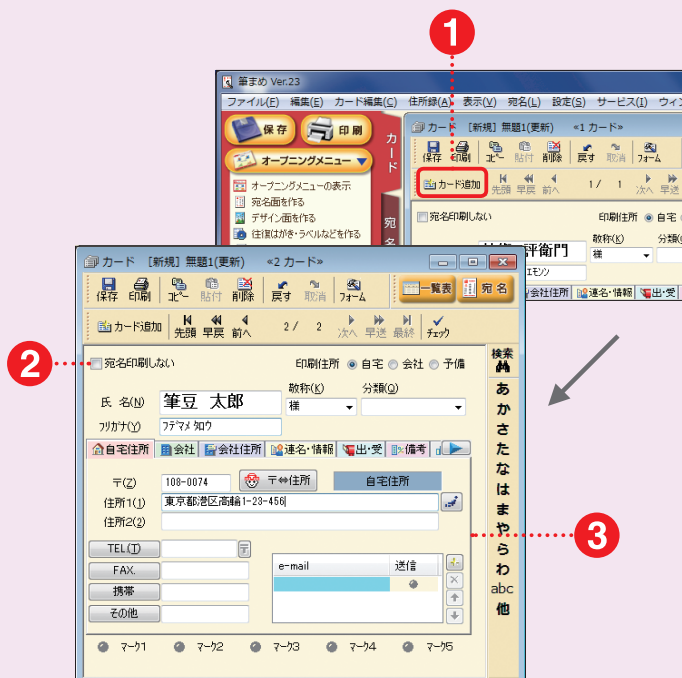 1
筆まめ Ver.23
ファイル(F) 編集(E) カード編集(C) 住所録(A) 表示(V) 宛名(L) 設定(S) サービス(I) ウィン
保存 印刷
オープニングメニュー
オープニングメニューの表示
宛名面を作る
デザイン面を作る
往復はがき・ラベルなどを作る
カード
宛名
カード [新規] 無題1(更新) «1 カード»
保存 印刷 コピー 貼付 削除 戻す 取消 フォーム
カード追加 先頭 早戻 前へ 1 / 1 次へ 早送
宛名印刷しない 印刷住所 自宅
敬称(K) 分類(
評衛門 様
エモン
会社住所 連名・情報 出・受
カード [新規] 無題1(更新) «2 カード»
保存 印刷 コピー 貼付 削除 戻す 取消 フォーム 一覧表 宛名
カード追加 先頭 早戻 前へ 2 / 2 次へ 早送 最終 チェック
2
宛名印刷しない 印刷住所 自宅 会社 予備
敬称(K) 分類(Q)
氏 名(N) 筆豆 太郎 様
フリガナ(Y) フデマメ タロウ
自宅住所 会社 会社住所 連名・情報 出・受 備考
〒(Z) 108-0074 〒⇔住所 自宅住所
住所1(1) 東京都港区高輪1-23-456
住所2(2)
3
TEL(T)
FAX.
携帯
その他
e-mail 送信
マーク1 マーク2 マーク3 マーク4 マーク5
検索
あ
か
さ
た
な
は
ま
や
ら
わ
abc
他